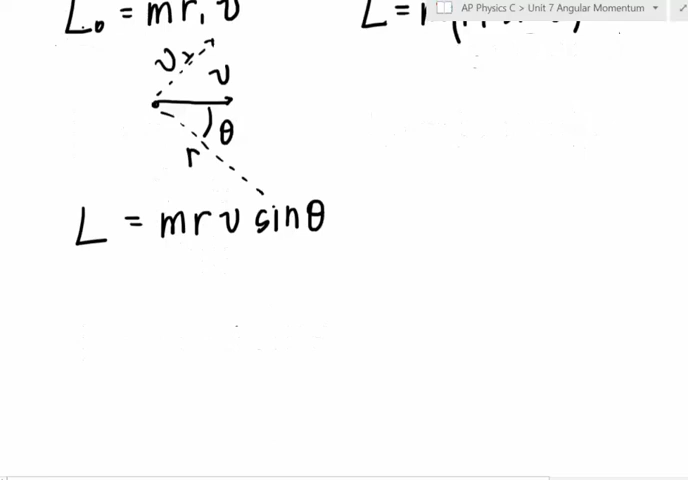 L₀ = mr₁v
L =
AP Physics C > Unit 7 Angular Momentum
v
θ
r
L = mrv sinθ